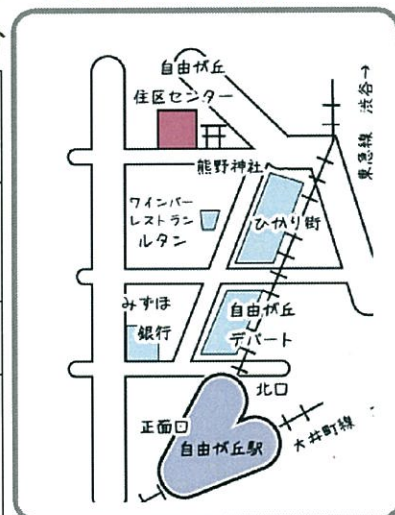 自由が丘
住区センター
東急線 渋谷→
熊野神社
ワインバー
レストラン
ルタン
ひかり街
みずほ
銀行
自由が丘
デパート
北口
正面口
自由が丘駅
大井町線